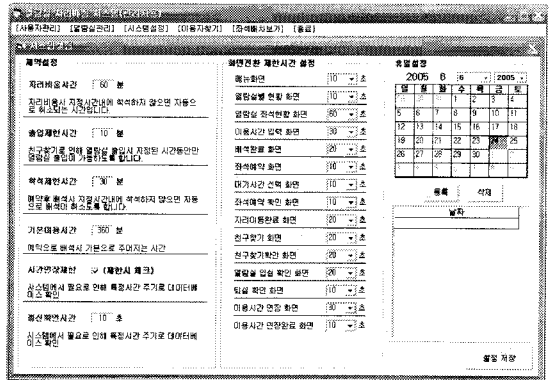 [사용자관리] [열람실관리] [시스템설정] [이용자찾기] [좌석배치보기] [종료]
제약설정
자리비움시간 60 분
자리비움시 지정시간내에 착석하지 않으면 자동으
로 취소되는 시간입니다.
출입제한시간 10 분
친구찾기로 인해 열람실 출입시 지정된 시간동안만
열람실 출입이 가능하도록 합니다.
착석제한시간 30 분
예약후 배석시 지정시간내에 착석하지 않으면 자동
으로 배석이 취소토록 합니다.
기본이용시간 360 분
예약으로 배석시 기본으로 주어지는 시간
시간연장제한 (제한시 체크)
시스템에서 필요로 인해 특정시간 주기로 데이터베
이스 확인
갱신확인시간 10 초
시스템에서 필요로 인해 특정시간 주기로 데이터베
이스 확인
화면전환 제한시간 설정
메뉴화면 10 초
열람실별 현황 화면 10 초
열람실 좌석현황 화면 60 초
이용시간 입력 화면 30 초
배석완료 화면 20 초
좌석예약 화면 10 초
대기시간 선택 화면 10 초
좌석예약 확인 화면 10 초
자리이동완료 화면 20 초
친구찾기 화면 20 초
친구찾기확인 화면 20 초
열람실 입실 확인 화면 20 초
퇴실 확인 화면 10 초
이용시간 연장 화면 초
이용시간 연장완료 화면 10 초
휴일설정
2005 6 6 2005
일 월 화 수 목 금 토
1 2 3 4
5 6 7 8 9 10 11
12 13 14 15 16 17 18
19 20 21 22 23 24 25
26 27 28 29 30
등록 삭제
날짜
설정 저장